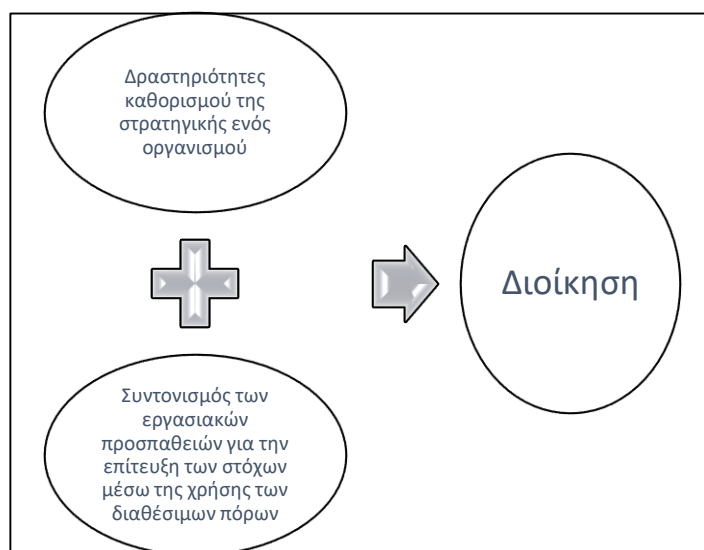 Δραστηριότητες
καθορισμού της
στρατηγικής ενός
οργανισμού
Συντονισμός των
εργασιακών
προσπαθειών για την
επίτευξη των στόχων
μέσω της χρήσης των
διαθέσιμων πόρων
Διοίκηση